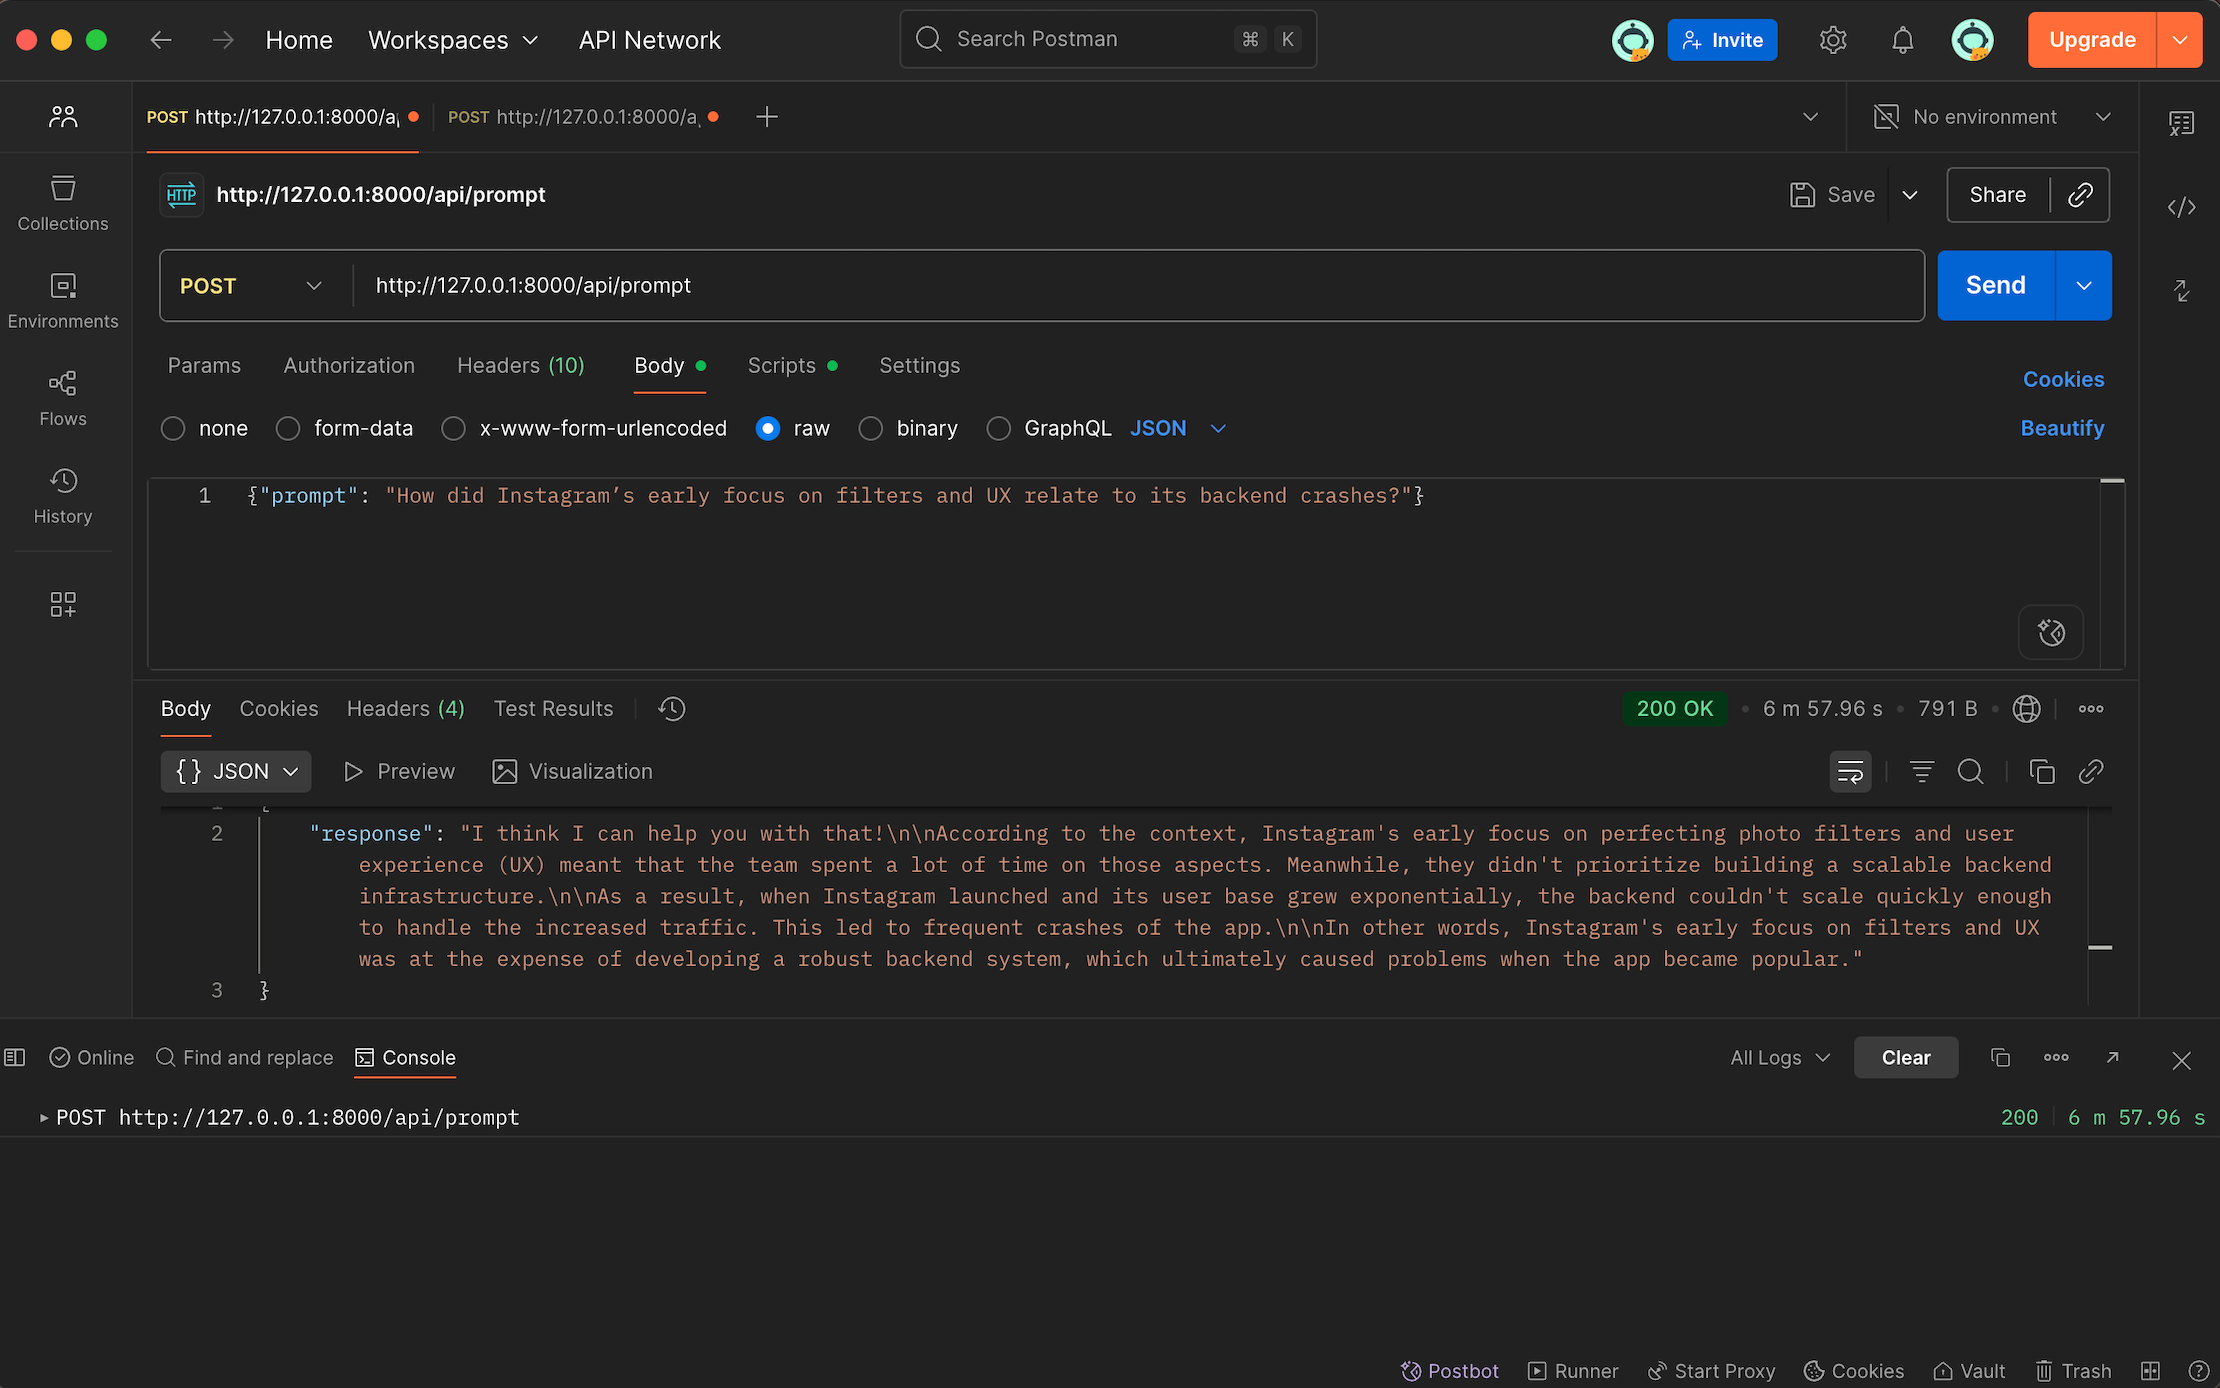 Home Workspaces API Network Search Postman ⌘ K Invite Upgrade
POST http://127.0.0.1:8000/a POST http://127.0.0.1:8000/a No environment
HTTP http://127.0.0.1:8000/api/prompt Save Share
Collections
POST http://127.0.0.1:8000/api/prompt Send
Environments
Params Authorization Headers (10) Body Scripts Settings Cookies
Flows
none form-data x-www-form-urlencoded raw binary GraphQL JSON Beautify
1 {"prompt": "How did Instagram’s early focus on filters and UX relate to its backend crashes?"}
History
Body Cookies Headers (4) Test Results 200 OK • 6 m 57.96 s • 791 B
{} JSON Preview Visualization
2 "response": "I think I can help you with that!\n\nAccording to the context, Instagram's early focus on perfecting photo filters and user
experience (UX) meant that the team spent a lot of time on those aspects. Meanwhile, they didn't prioritize building a scalable backend
infrastructure.\n\nAs a result, when Instagram launched and its user base grew exponentially, the backend couldn't scale quickly enough
to handle the increased traffic. This led to frequent crashes of the app.\n\nIn other words, Instagram's early focus on filters and UX
was at the expense of developing a robust backend system, which ultimately caused problems when the app became popular."
3 }
Online Find and replace Console All Logs Clear
POST http://127.0.0.1:8000/api/prompt 200 6 m 57.96 s
Postbot Runner Start Proxy Cookies Vault Trash